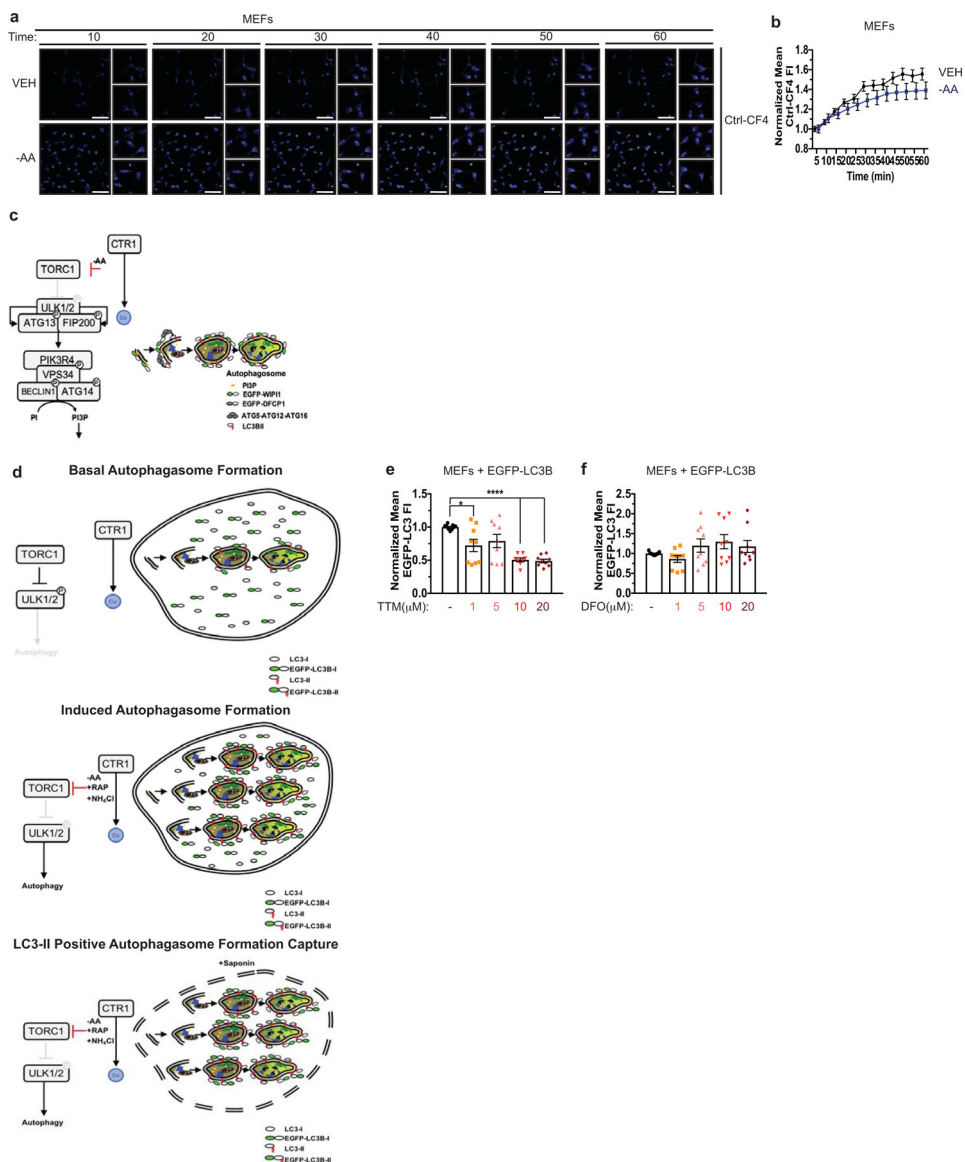 a
MEFs
Time: 10 20 30 40 50 60
VEH
-AA
Ctrl-CF4
b
MEFs
Normalized Mean
Ctrl-CF4 FI
1.8
1.6
1.4
1.2
1.0
0.8
VEH
-AA
5 10 15 20 25 30 35 40 45 50 55 60
Time (min)
c
CTR1
-AA
TORC1
ULK1/2
P
P
ATG13 FIP200
Cu
PIK3R4
P
VPS34
P
P
BECLIN1 ATG14
PI PI3P
Autophagosome
PI3P
EGFP-WIPI1
EGFP-DFCP1
ATG5-ATG12-ATG16
LC3BII
d
Basal Autophagasome Formation
CTR1
TORC1
P
ULK1/2
Cu
Autophagy
LC3-I
EGFP-LC3B-I
LC3-II
EGFP-LC3B-II
Induced Autophagasome Formation
CTR1
-AA
TORC1
+RAP
+NH₄Cl
ULK1/2
Cu
Autophagy
LC3-I
EGFP-LC3B-I
LC3-II
EGFP-LC3B-II
LC3-II Positive Autophagasome Formation Capture
+Saponin
CTR1
-AA
TORC1
+RAP
+NH₄Cl
ULK1/2
Cu
Autophagy
LC3-I
EGFP-LC3B-I
LC3-II
EGFP-LC3B-II
e
MEFs + EGFP-LC3B
Normalized Mean
EGFP-LC3 FI
2.0
1.5
1.0
0.5
0.0
****
*
TTM(μM): - 1 5 10 20
f
MEFs + EGFP-LC3B
Normalized Mean
EGFP-LC3 FI
2.5
2.0
1.5
1.0
0.5
0.0
DFO(μM): - 1 5 10 20